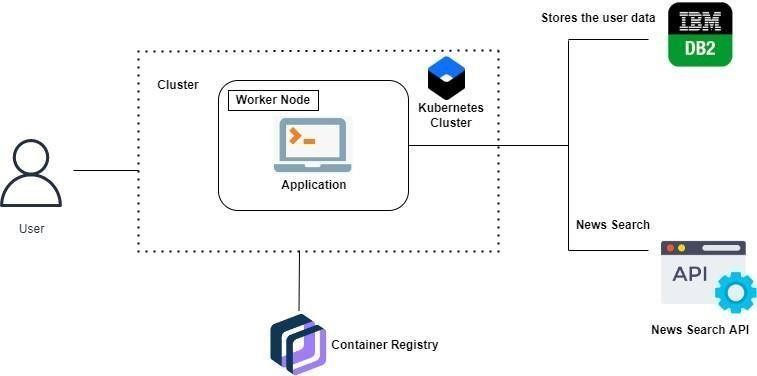 Stores the user data
IBM
DB2
Cluster
Worker Node
Kubernetes
Cluster
Application
User
News Search
API
News Search API
Container Registry